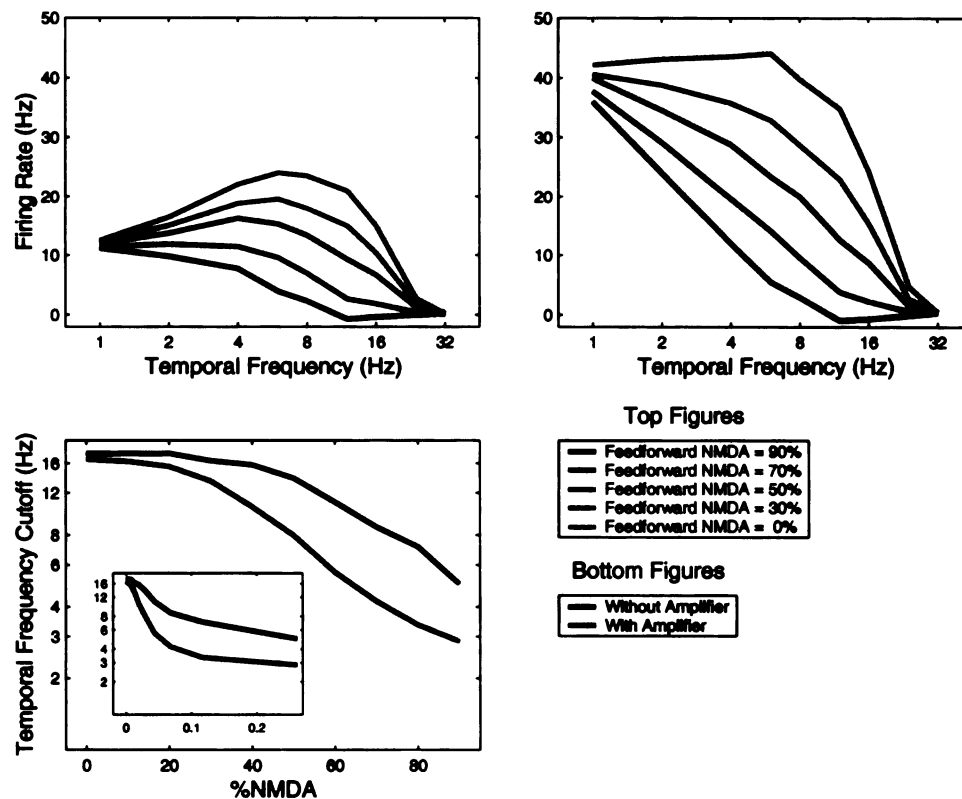 50
40
30
20
10
0
Firing Rate (Hz)
1 2 4 8 16 32
Temporal Frequency (Hz)
50
40
30
20
10
0
1 2 4 8 16 32
Temporal Frequency (Hz)
Temporal Frequency Cutoff (Hz)
16
12
8
6
4
3
2
16
12
8
6
4
3
2
0 0.1 0.2
0 20 40 60 80
%NMDA
Top Figures
Feedforward NMDA = 90%
Feedforward NMDA = 70%
Feedforward NMDA = 50%
Feedforward NMDA = 30%
Feedforward NMDA = 0%
Bottom Figures
Without Amplifier
With Amplifier